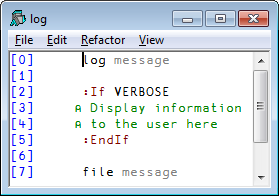 log
File Edit Refactor View
[0] log message
[1]
[2] :If VERBOSE
[3] ⍝ Display information
[4] ⍝ to the user here
[5] :EndIf
[6]
[7] file message